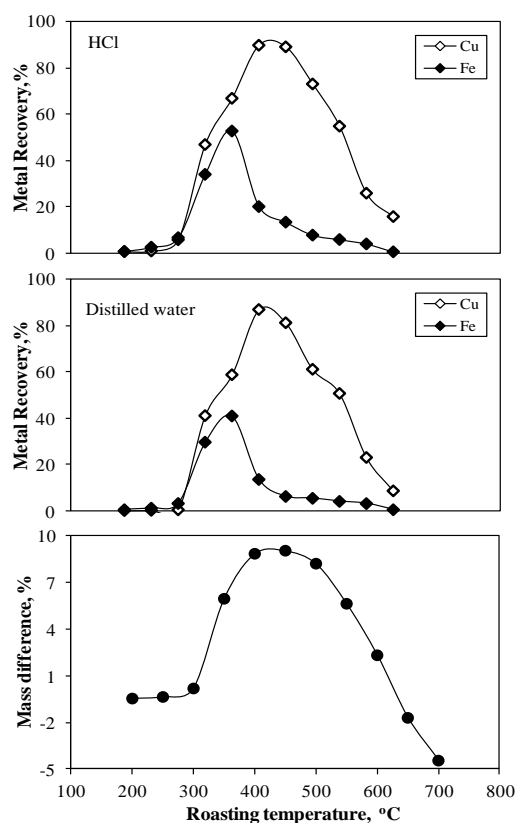 100
HCl
Cu
Fe
80
60
40
20
0
Metal Recovery,%
100
Distilled water
Cu
Fe
80
60
40
20
0
Metal Recovery,%
10
7
4
1
-2
-5
Mass difference, %
100 200 300 400 500 600 700 800
Roasting temperature, °C